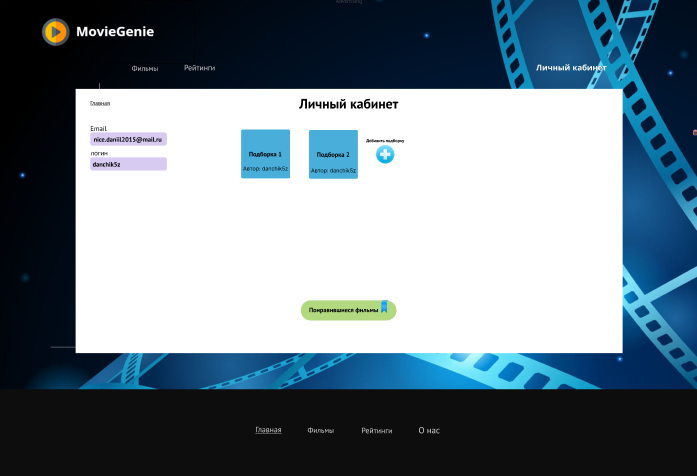 MovieGenie
Фильмы
Рейтинги
Личный кабинет
Главная
Личный кабинет
Email
nice.daniil2015@mail.ru
логин
danchik5z
Подборка 1
Автор: danchik5z
Подборка 2
Автор: danchik5z
Добавить подборку
Понравившиеся фильмы
Главная
Фильмы
Рейтинги
О нас